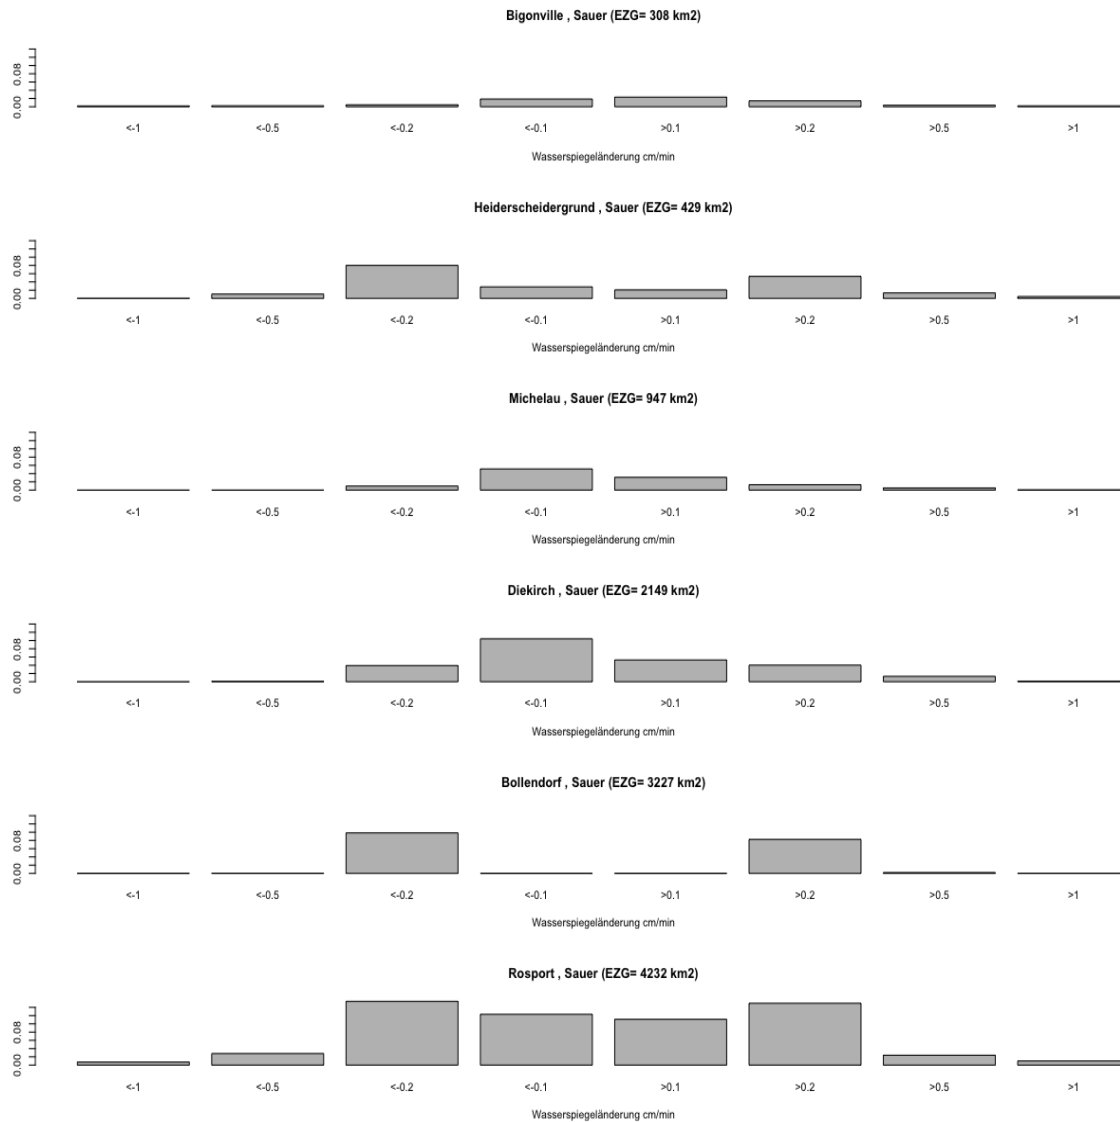 Bigonville , Sauer (EZG= 308 km2)
0.00 0.08
<-1 <-0.5 <-0.2 <-0.1 >0.1 >0.2 >0.5 >1
Wasserspiegeländerung cm/min
Heiderscheidergrund , Sauer (EZG= 429 km2)
0.00 0.08
<-1 <-0.5 <-0.2 <-0.1 >0.1 >0.2 >0.5 >1
Wasserspiegeländerung cm/min
Michelau , Sauer (EZG= 947 km2)
0.00 0.08
<-1 <-0.5 <-0.2 <-0.1 >0.1 >0.2 >0.5 >1
Wasserspiegeländerung cm/min
Diekirch , Sauer (EZG= 2149 km2)
0.00 0.08
<-1 <-0.5 <-0.2 <-0.1 >0.1 >0.2 >0.5 >1
Wasserspiegeländerung cm/min
Bollendorf , Sauer (EZG= 3227 km2)
0.00 0.08
<-1 <-0.5 <-0.2 <-0.1 >0.1 >0.2 >0.5 >1
Wasserspiegeländerung cm/min
Rosport , Sauer (EZG= 4232 km2)
0.00 0.08
<-1 <-0.5 <-0.2 <-0.1 >0.1 >0.2 >0.5 >1
Wasserspiegeländerung cm/min